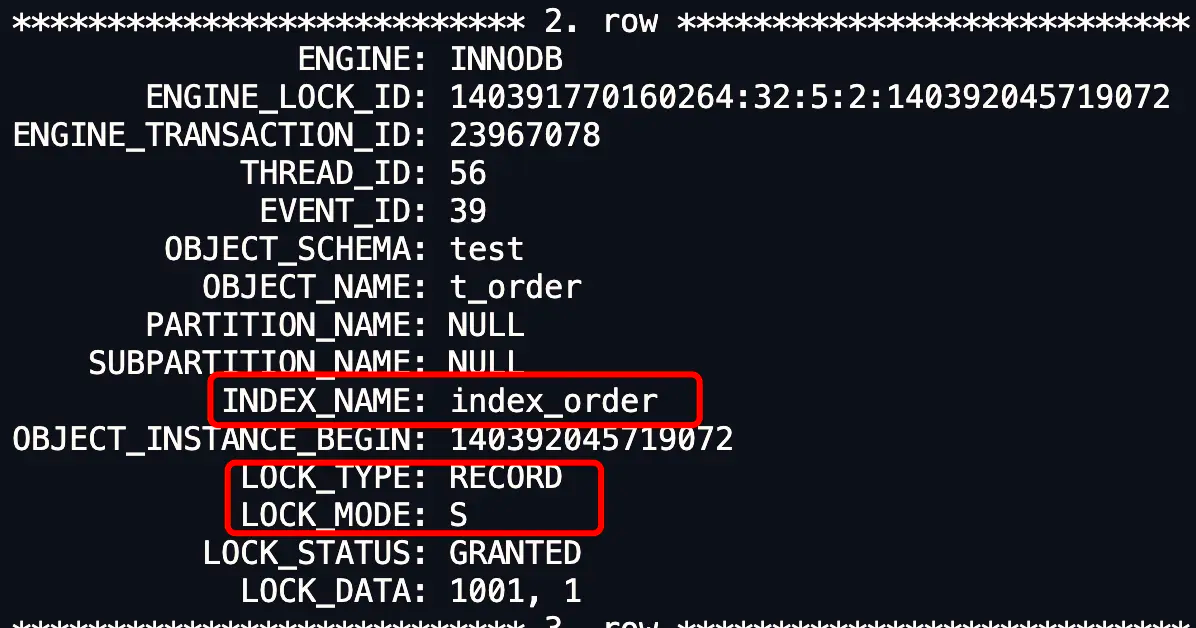 *************************** 2. row ***************************
ENGINE: INNODB
ENGINE_LOCK_ID: 140391770160264:32:5:2:140392045719072
ENGINE_TRANSACTION_ID: 23967078
THREAD_ID: 56
EVENT_ID: 39
OBJECT_SCHEMA: test
OBJECT_NAME: t_order
PARTITION_NAME: NULL
SUBPARTITION_NAME: NULL
INDEX_NAME: index_order
OBJECT_INSTANCE_BEGIN: 140392045719072
LOCK_TYPE: RECORD
LOCK_MODE: S
LOCK_STATUS: GRANTED
LOCK_DATA: 1001, 1
*************************** 3. row ***************************